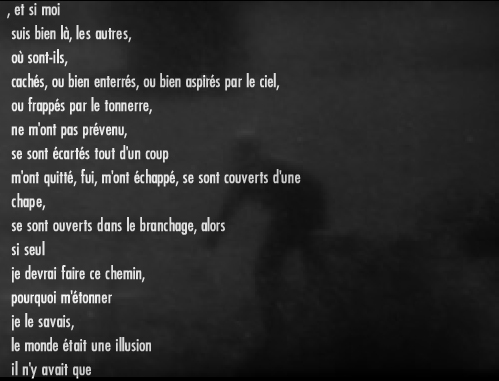 , et si moi
suis bien là, les autres,
où sont-ils,
cachés, ou bien enterrés, ou bien aspirés par le ciel,
ou frappés par le tonnerre,
ne m'ont pas prévenu,
se sont écartés tout d'un coup
m'ont quitté, fui, m'ont échappé, se sont couverts d'une
chape,
se sont ouverts dans le branchage, alors
si seul
je devrai faire ce chemin,
pourquoi m'étonner
je le savais,
le monde était une illusion
il n'y avait que